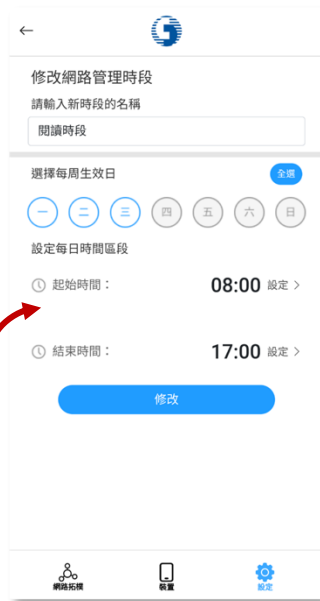 ←
修改網路管理時段
請輸入新時段的名稱
閱讀時段
選擇每周生效日 全選
一 二 三 四 五 六 日
設定每日時間區段
起始時間： 08:00 設定 >
結束時間： 17:00 設定 >
修改
網路拓樸 裝置 設定